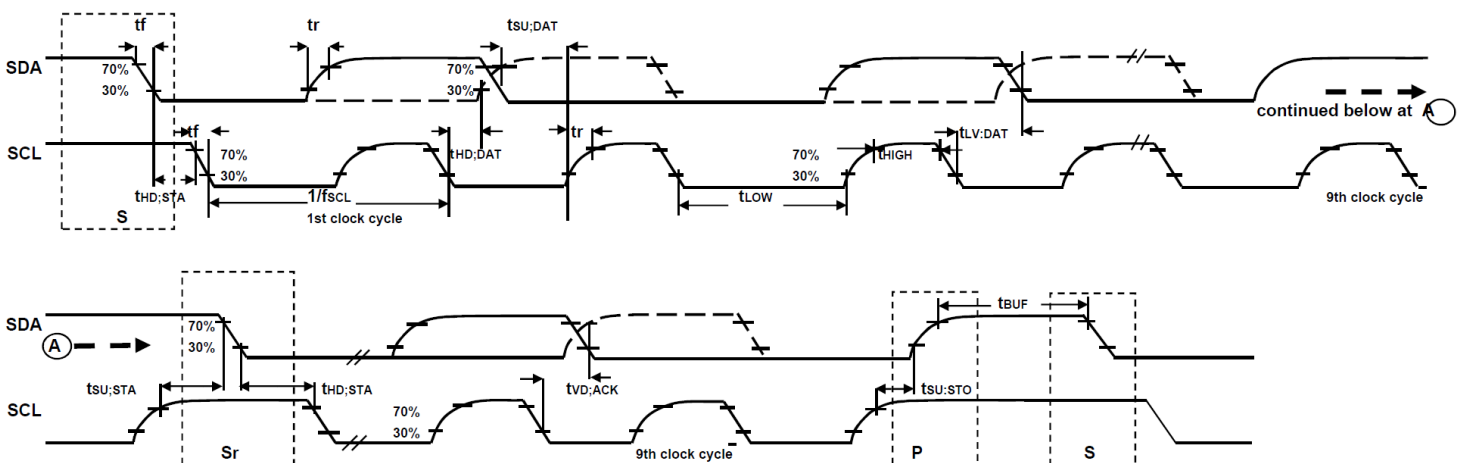 tf tr tSU;DAT
SDA 70% 70%
30% 30%
continued below at A
tf tHD;DAT tr tLV:DAT
SCL 70% 70% tHIGH
30% 30%
tHD;STA 1/fSCL tLOW
S 1st clock cycle 9th clock cycle
tBUF
SDA 70%
A 30%
tSU;STA tHD;STA tVD;ACK tSU:STO
SCL 70%
30%
Sr 9th clock cycle P S